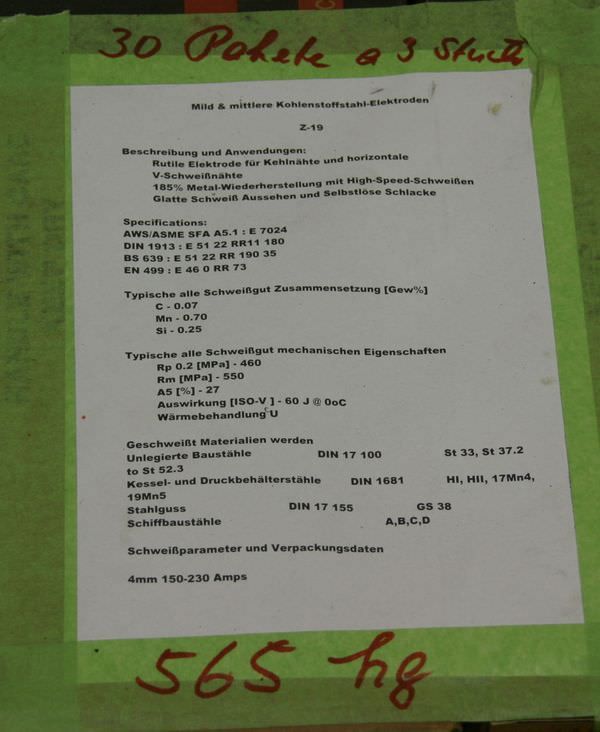 30 Pakete a 3 Stück
Mild & mittlere Kohlenstoffstahl-Elektroden
Z-19
Beschreibung und Anwendungen:
Rutile Elektrode für Kehlnähte und horizontale
V-Schweißnähte
185% Metal-Wiederherstellung mit High-Speed-Schweißen
Glatte Schweiß Aussehen und Selbstlöse Schlacke
Specifications:
AWS/ASME SFA A5.1 : E 7024
DIN 1913 : E 51 22 RR11 180
BS 639 : E 51 22 RR 190 35
EN 499 : E 46 0 RR 73
Typische alle Schweißgut Zusammensetzung [Gew%]
C - 0.07
Mn - 0.70
Si - 0.25
Typische alle Schweißgut mechanischen Eigenschaften
Rp 0.2 [MPa] - 460
Rm [MPa] - 550
A5 [%] - 27
Auswirkung [ISO-V ] - 60 J @ 0oC
Wärmebehandlung U
Geschweißt Materialien werden
Unlegierte Baustähle DIN 17 100 St 33, St 37.2
to St 52.3
Kessel- und Druckbehälterstähle DIN 1681 HI, HII, 17Mn4,
19Mn5
Stahlguss DIN 17 155 GS 38
Schiffbaustähle A,B,C,D
Schweißparameter und Verpackungsdaten
4mm 150-230 Amps
565 kg